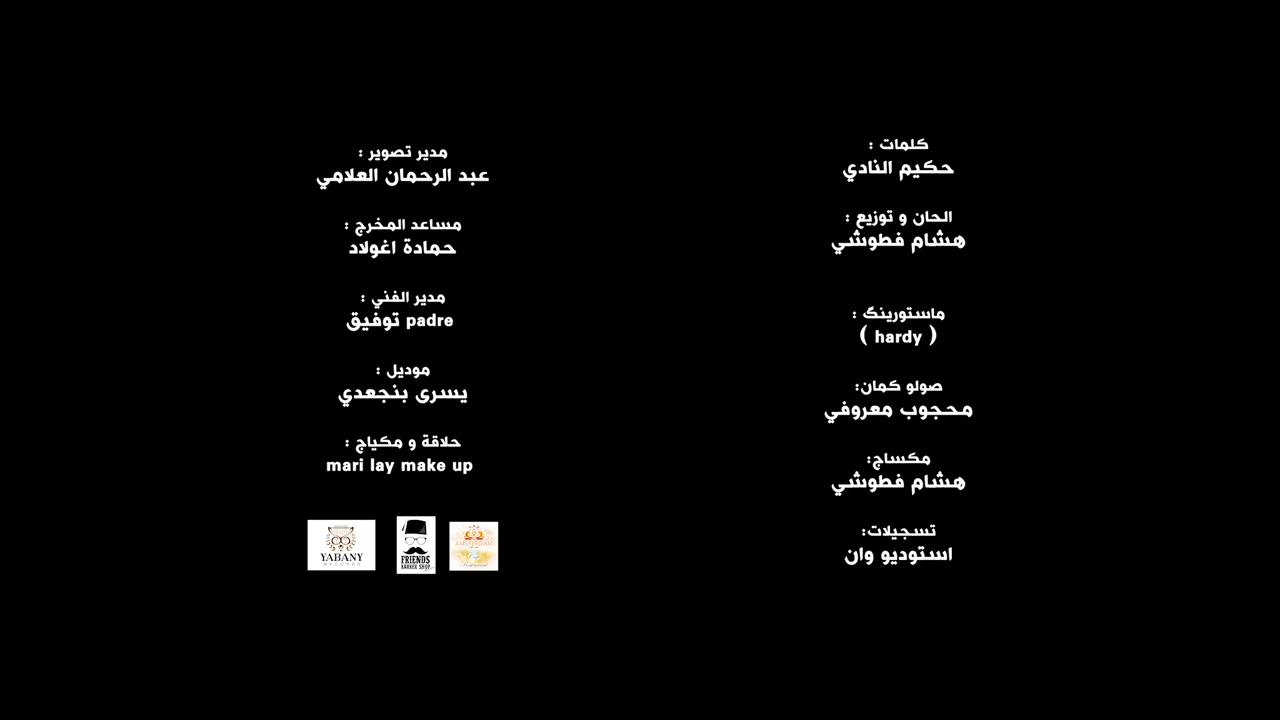 كلمات :
حكيم النادي
الحان و توزيع :
هشام فطوشي
ماستورينگ :
( hardy )
صولو كمان:
محجوب معروفي
مكساج:
هشام فطوشي
تسجيلات:
استوديو وان
مدير تصوير :
عبد الرحمان العلامي
مساعد المخرج :
حمادة اغولاد
مدير الفني :
padre توفيق
موديل :
يسرى بنجعدي
حلاقة و مكياج :
mari lay make up
YABANY
RECORDS
FRIENDS
BARBER SHOP
AMSTERDAM